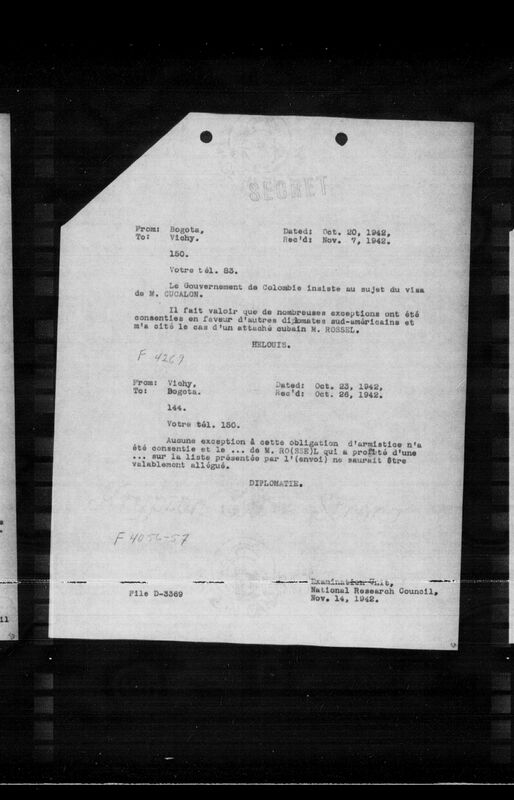 SECRET
From: Bogota, Dated: Oct. 20, 1942,
To: Vichy. Rec'd: Nov. 7, 1942.
150.
Votre tél. 83.
Le Gouvernement de Colombie insiste au sujet du visa
de M. CUCALON.
Il fait valoir que de nombreuses exceptions ont été
consenties en faveur d'autres diplomates sud-américains et
m'a cité le cas d'un attaché cubain M. ROSSEL.
HELOUIS.
F 4269
From: Vichy, Dated: Oct. 23, 1942,
To: Bogota. Rec'd: Oct. 26, 1942.
144.
Votre tél. 150.
Aucune exception à cette obligation d'armistice n'a
été consentie et le ... de M. RO(SSE)L qui a profité d'une
... sur la liste présentée par l'(envoi) ne saurait être
valablement allégué.
DIPLOMATIE.
F 4056-57
Examination Unit,
File D-3369 National Research Council,
Nov. 14, 1942.